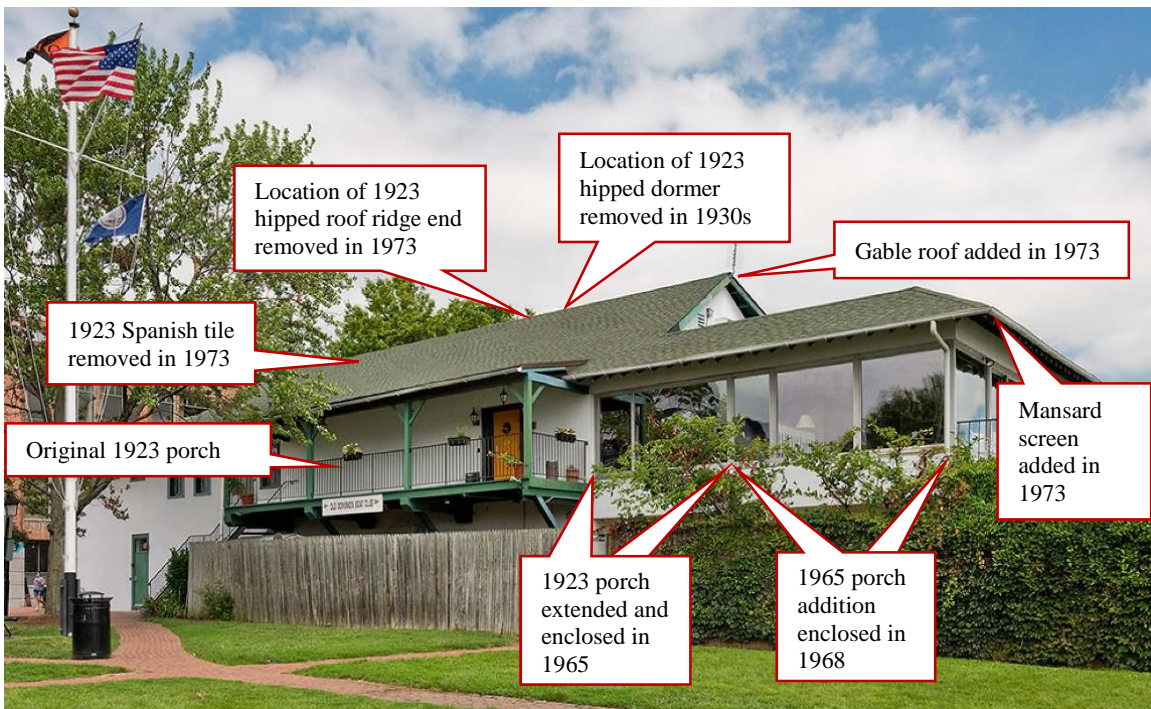 Location of 1923
hipped roof ridge end
removed in 1973
Location of 1923
hipped dormer
removed in 1930s
Gable roof added in 1973
1923 Spanish tile
removed in 1973
Original 1923 porch
Mansard
screen
added in
1973
OLD DOMINION BOAT CLUB
1923 porch
extended and
enclosed in
1965
1965 porch
addition
enclosed in
1968